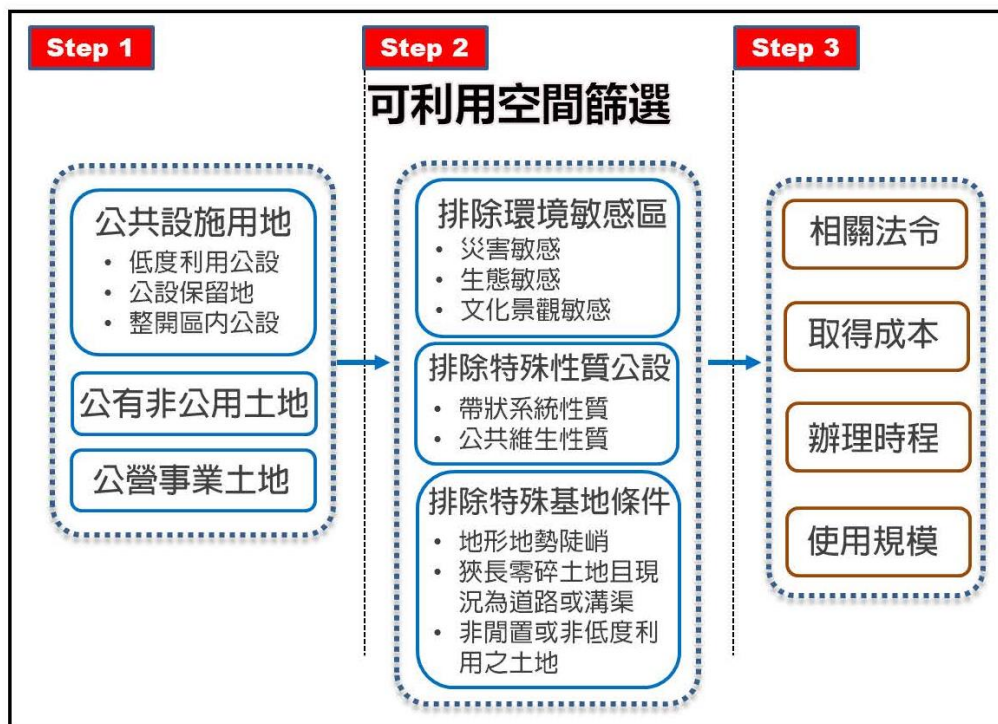 Step 1
Step 2
Step 3
可利用空間篩選
公共設施用地
• 低度利用公設
• 公設保留地
• 整開區內公設
公有非公用土地
公營事業土地
排除環境敏感區
• 災害敏感
• 生態敏感
• 文化景觀敏感
排除特殊性質公設
• 帶狀系統性質
• 公共維生性質
排除特殊基地條件
• 地形地勢陡峭
• 狹長零碎土地且現
況為道路或溝渠
• 非閒置或非低度利
用之土地
相關法令
取得成本
辦理時程
使用規模